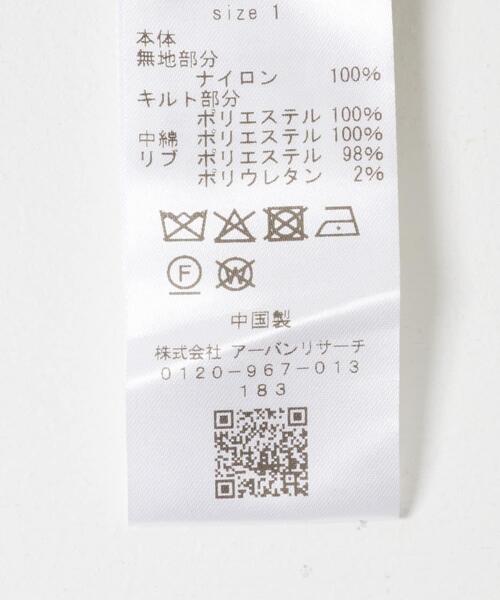 size 1
本体
無地部分
ナイロン 100%
キルト部分
ポリエステル 100%
中綿 ポリエステル 100%
リブ ポリエステル 98%
ポリウレタン 2%
F W
中国製
株式会社 アーバンリサーチ
0120-967-013
183